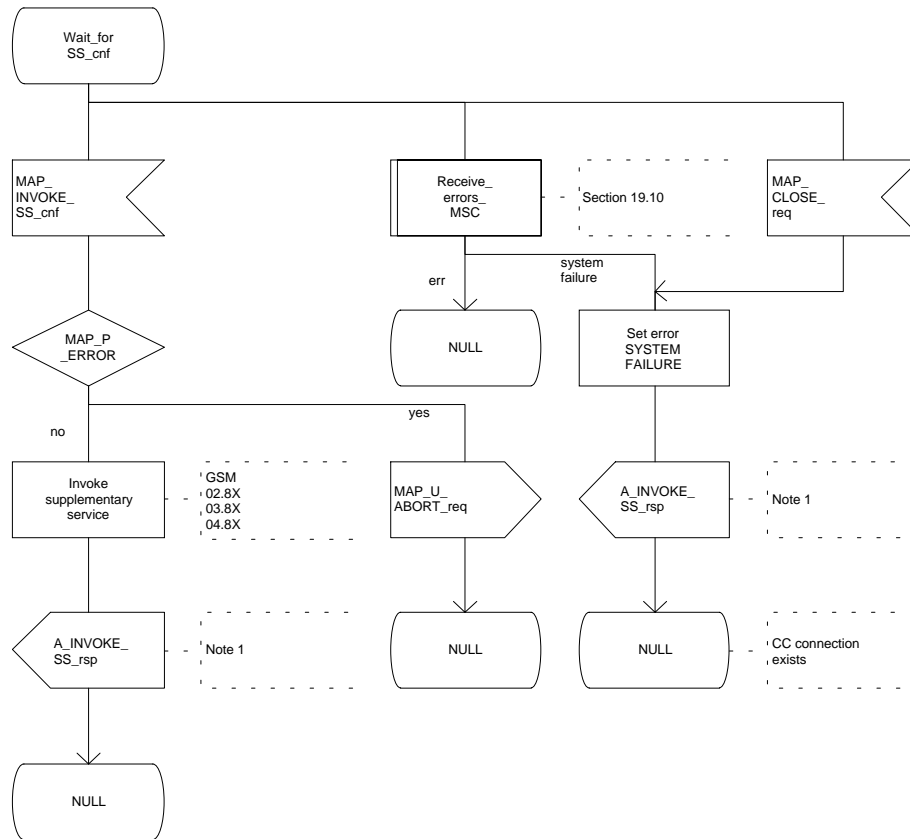 Wait_for
SS_cnf
MAP_
INVOKE_
SS_cnf
Receive_
errors_
MSC
Section 19.10
MAP_
CLOSE_
req
err
system
failure
MAP_P
_ERROR
NULL
Set error
SYSTEM
FAILURE
no
yes
Invoke
supplementary
service
GSM
02.8X
03.8X
04.8X
MAP_U_
ABORT_req
A_INVOKE_
SS_rsp
Note 1
A_INVOKE_
SS_rsp
Note 1
NULL
NULL
CC connection
exists
NULL